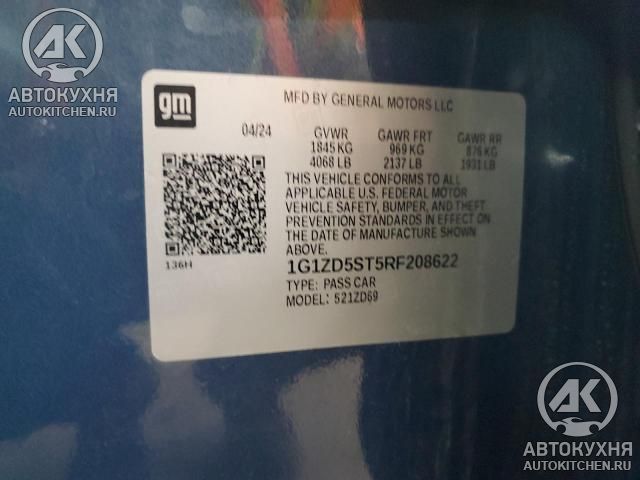 AK
АВТОКУХНЯ
AUTOKITCHEN.RU
gm
MFD BY GENERAL MOTORS LLC
04/24 GVWR GAWR FRT GAWR RR
1845 KG 969 KG 876 KG
4068 LB 2137 LB 1931 LB
THIS VEHICLE CONFORMS TO ALL
APPLICABLE U.S. FEDERAL MOTOR
VEHICLE SAFETY, BUMPER, AND THEFT
PREVENTION STANDARDS IN EFFECT ON
THE DATE OF MANUFACTURE SHOWN
ABOVE.
136H
1G1ZD5ST5RF208622
TYPE: PASS CAR
MODEL: 521ZD69
AK
АВТОКУХНЯ
AUTOKITCHEN.RU